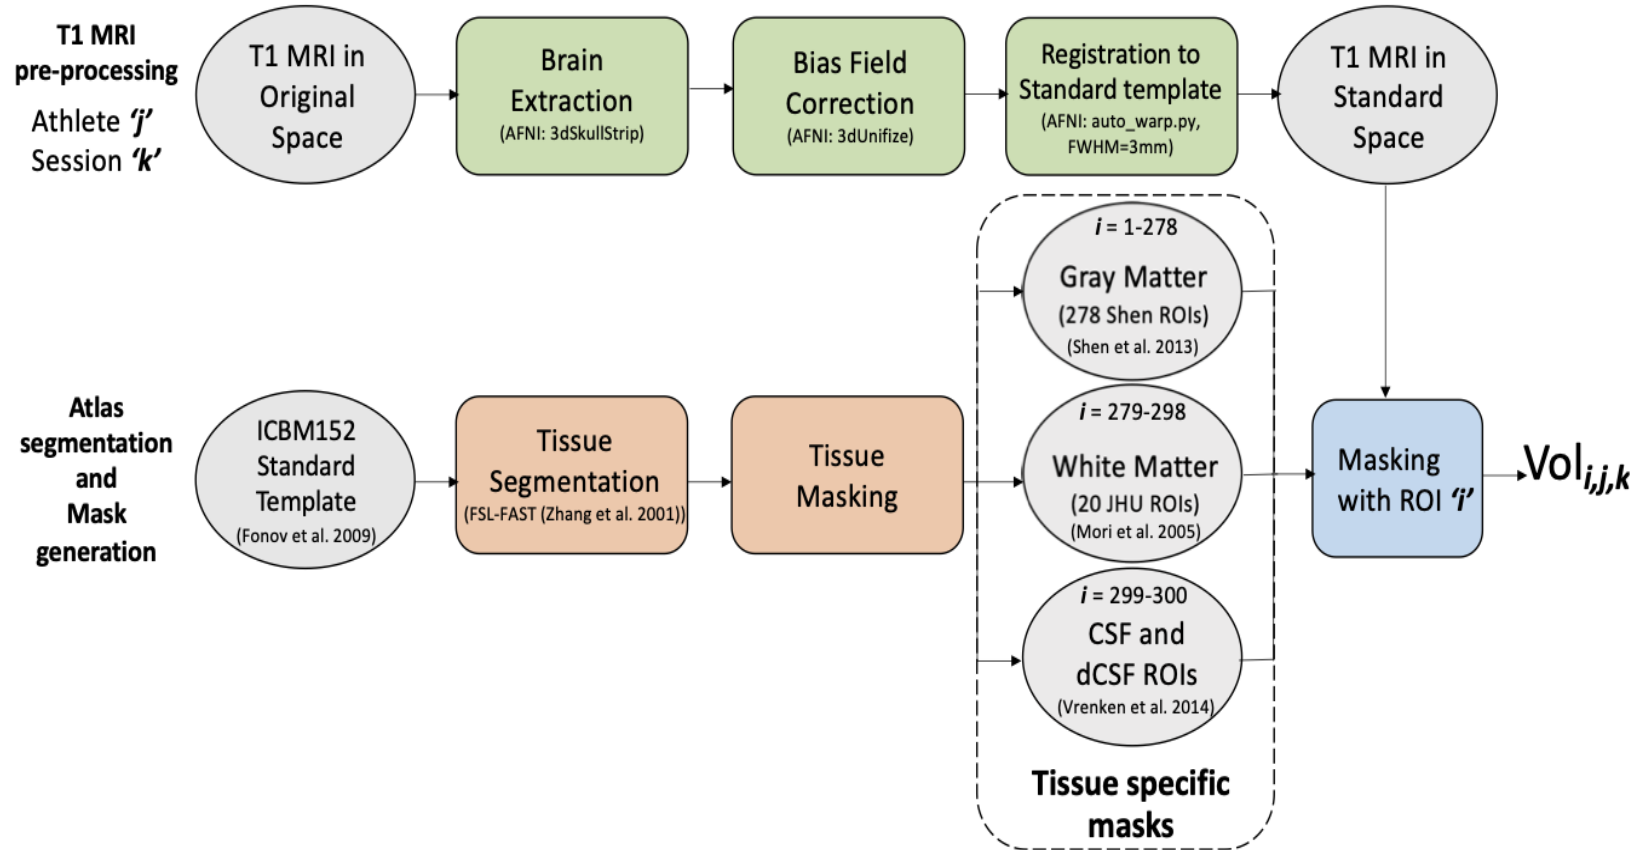 T1 MRI
pre-processing
Athlete ‘j’
Session ‘k’
T1 MRI in
Original
Space
Brain
Extraction
(AFNI: 3dSkullStrip)
Bias Field
Correction
(AFNI: 3dUnifize)
Registration to
Standard template
(AFNI: auto_warp.py,
FWHM=3mm)
T1 MRI in
Standard
Space
Atlas
segmentation
and
Mask
generation
ICBM152
Standard
Template
(Fonov et al. 2009)
Tissue
Segmentation
(FSL-FAST (Zhang et al. 2001))
Tissue
Masking
i = 1-278
Gray Matter
(278 Shen ROIs)
(Shen et al. 2013)
i = 279-298
White Matter
(20 JHU ROIs)
(Mori et al. 2005)
i = 299-300
CSF and
dCSF ROIs
(Vrenken et al. 2014)
Tissue specific
masks
Masking
with ROI ‘i’
Vol i,j,k